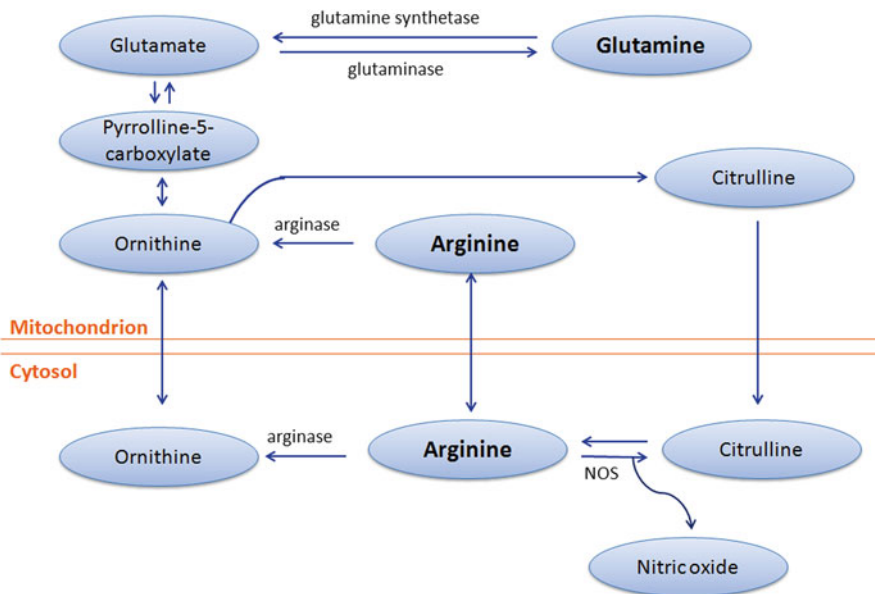 glutamine synthetase
Glutamate
Glutamine
glutaminase
Pyrrolline-5-
carboxylate
Citrulline
arginase
Ornithine
Arginine
Mitochondrion
Cytosol
arginase
Ornithine
Arginine
Citrulline
NOS
Nitric oxide